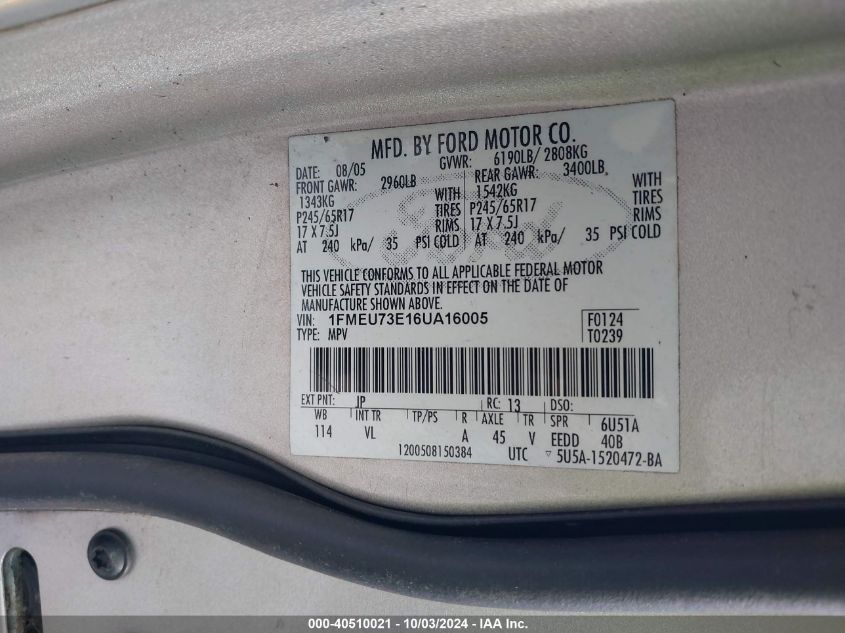 MFD. BY FORD MOTOR CO.
DATE: 08/05 GVWR: 6190LB/ 2808KG
FRONT GAWR: 2960LB REAR GAWR: 3400LB
1343KG WITH 1542KG WITH
P245/65R17 TIRES P245/65R17 TIRES
17 X 7.5J RIMS 17 X 7.5J RIMS
AT 240 kPa/ 35 PSI COLD AT 240 kPa/ 35 PSI COLD
Ford
THIS VEHICLE CONFORMS TO ALL APPLICABLE FEDERAL MOTOR
VEHICLE SAFETY STANDARDS IN EFFECT ON THE DATE OF
MANUFACTURE SHOWN ABOVE.
VIN: 1FMEU73E16UA16005 F0124
TYPE: MPV T0239
EXT PNT: JP RC: 13 DSO:
WB INT TR TP/PS R AXLE TR SPR 6U51A
114 VL A 45 V EEDD 40B
1200508150384 UTC ▽ 5U5A-1520472-BA
000-40510021 - 10/03/2024 - IAA Inc.